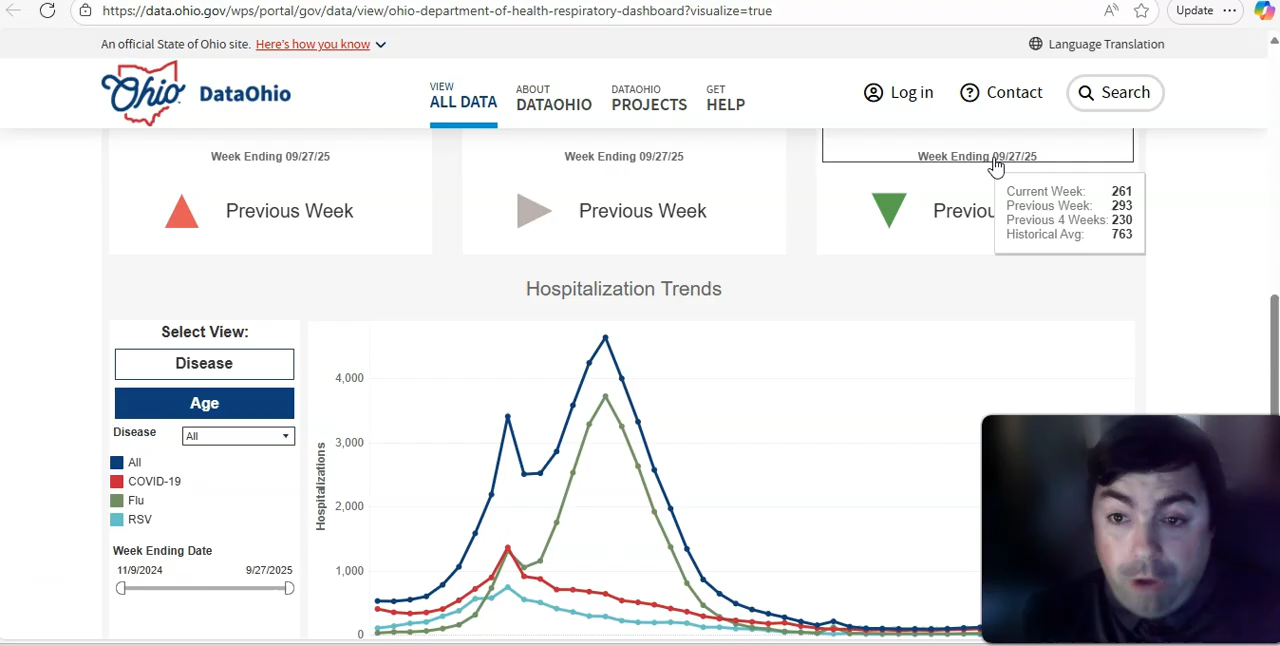 https://data.ohio.gov/wps/portal/gov/data/view/ohio-department-of-health-respiratory-dashboard?visualize=true
Update
An official State of Ohio site. Here's how you know
Language Translation
Ohio
DataOhio
VIEW
ALL DATA
ABOUT
DATAOHIO
DATAOHIO
PROJECTS
GET
HELP
Log in
Contact
Search
Week Ending 09/27/25
Week Ending 09/27/25
Week Ending 09/27/25
Previous Week
Previous Week
Current Week: 261
Previous Week: 293
Previous 4 Weeks: 230
Historical Avg: 763
Hospitalization Trends
Select View:
Disease
Age
Disease
All
All
COVID-19
Flu
RSV
Week Ending Date
11/9/2024
9/27/2025
Hospitalizations
4,000
3,000
2,000
1,000
0